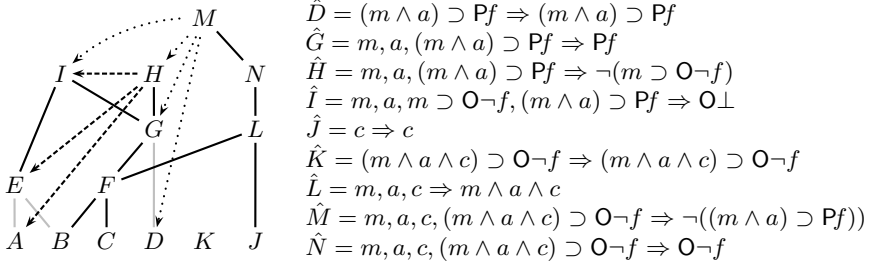 M
I H N
G L
E F
A B C D K J
D̂ = (m ∧ a) ⊃ Pf ⇒ (m ∧ a) ⊃ Pf
Ĝ = m, a, (m ∧ a) ⊃ Pf ⇒ Pf
Ĥ = m, a, (m ∧ a) ⊃ Pf ⇒ ¬(m ⊃ O¬f)
Î = m, a, m ⊃ O¬f, (m ∧ a) ⊃ Pf ⇒ O⊥
Ĵ = c ⇒ c
K̂ = (m ∧ a ∧ c) ⊃ O¬f ⇒ (m ∧ a ∧ c) ⊃ O¬f
L̂ = m, a, c ⇒ m ∧ a ∧ c
M̂ = m, a, c, (m ∧ a ∧ c) ⊃ O¬f ⇒ ¬((m ∧ a) ⊃ Pf))
N̂ = m, a, c, (m ∧ a ∧ c) ⊃ O¬f ⇒ O¬f